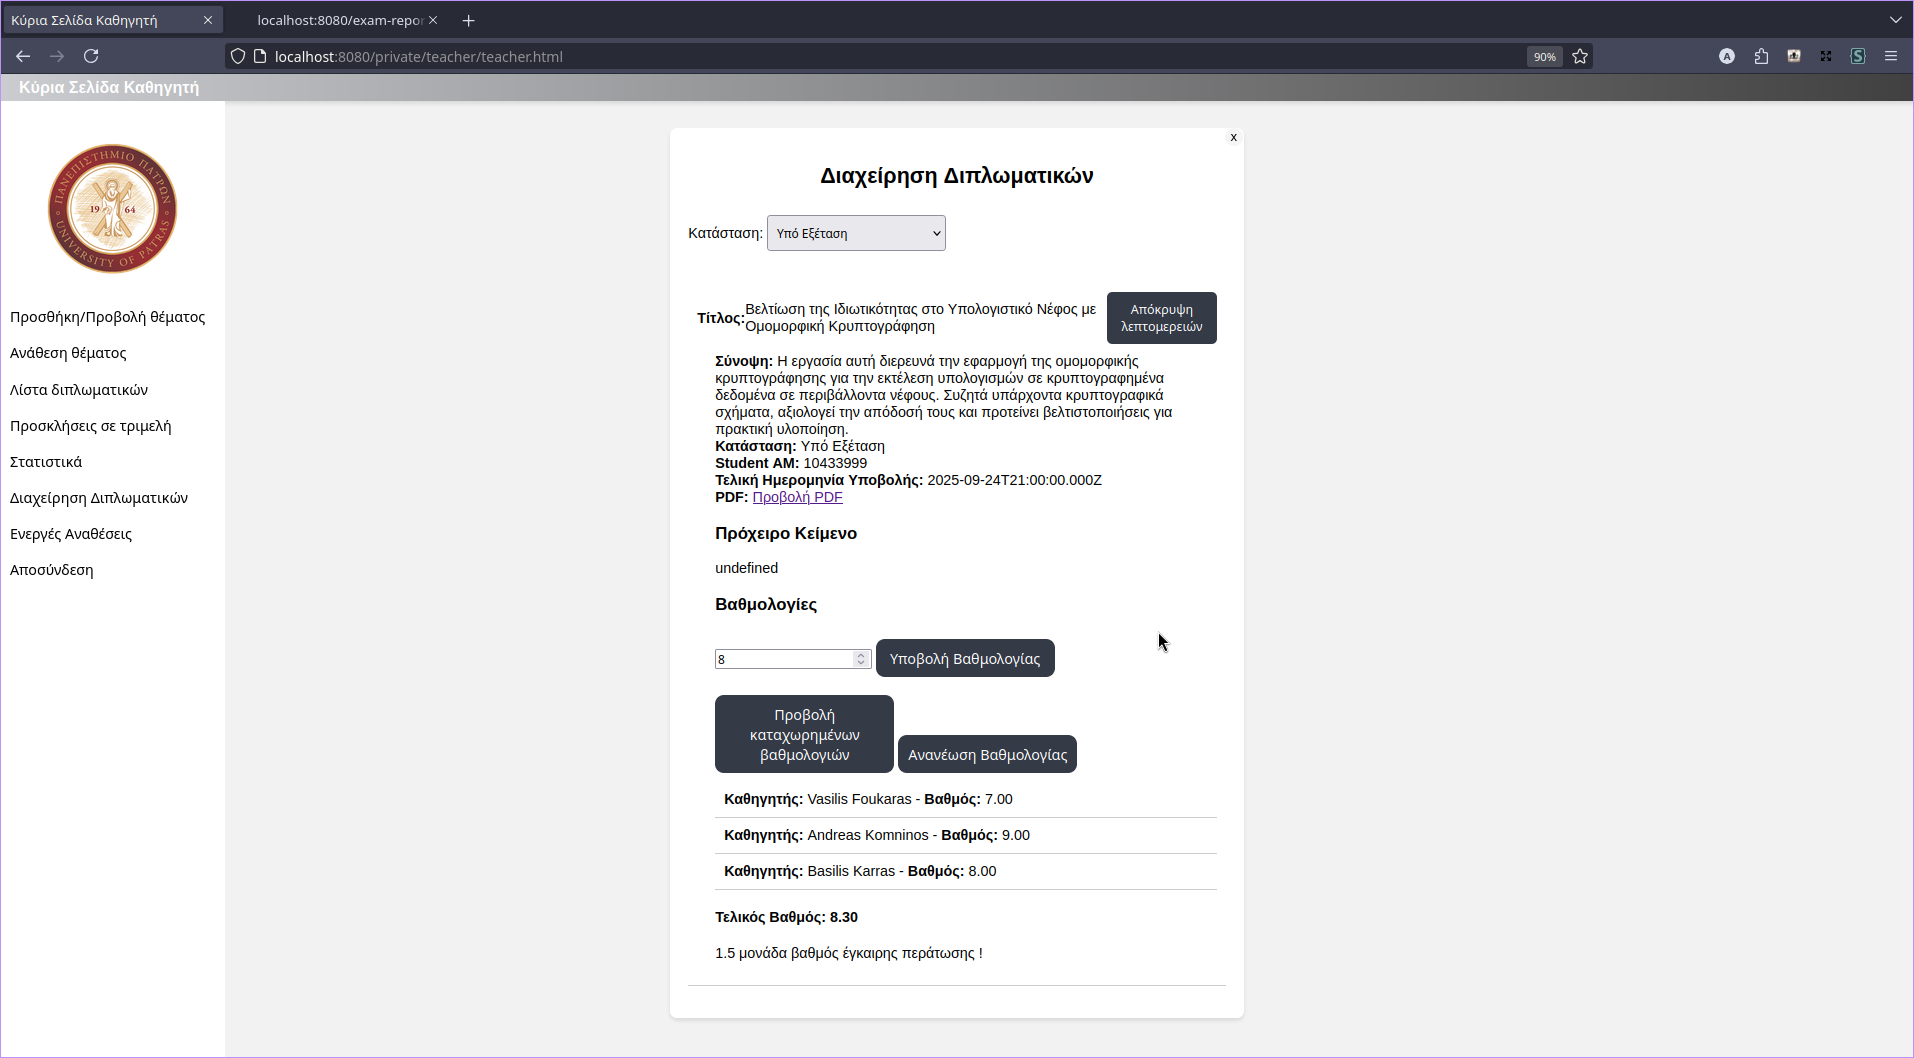 Κύρια Σελίδα Καθηγητή
localhost:8080/exam-repor
localhost:8080/private/teacher/teacher.html
90%
A
S
Κύρια Σελίδα Καθηγητή
ΠΑΝΕΠΙΣΤΗΜΙΟ ΠΑΤΡΩΝ
19 64
UNIVERSITY OF PATRAS
Προσθήκη/Προβολή θέματος
Ανάθεση θέματος
Λίστα διπλωματικών
Προσκλήσεις σε τριμελή
Στατιστικά
Διαχείρηση Διπλωματικών
Ενεργές Αναθέσεις
Αποσύνδεση
x
Διαχείρηση Διπλωματικών
Κατάσταση: Υπό Εξέταση
Τίτλος: Βελτίωση της Ιδιωτικότητας στο Υπολογιστικό Νέφος με
Ομομορφική Κρυπτογράφηση
Απόκρυψη
λεπτομερειών
Σύνοψη: Η εργασία αυτή διερευνά την εφαρμογή της ομομορφικής
κρυπτογράφησης για την εκτέλεση υπολογισμών σε κρυπτογραφημένα
δεδομένα σε περιβάλλοντα νέφους. Συζητά υπάρχοντα κρυπτογραφικά
σχήματα, αξιολογεί την απόδοσή τους και προτείνει βελτιστοποιήσεις για
πρακτική υλοποίηση.
Κατάσταση: Υπό Εξέταση
Student AM: 10433999
Τελική Ημερομηνία Υποβολής: 2025-09-24T21:00:00.000Z
PDF: Προβολή PDF
Πρόχειρο Κείμενο
undefined
Βαθμολογίες
8
Υποβολή Βαθμολογίας
Προβολή
καταχωρημένων
βαθμολογιών
Ανανέωση Βαθμολογίας
Καθηγητής: Vasilis Foukaras - Βαθμός: 7.00
Καθηγητής: Andreas Komninos - Βαθμός: 9.00
Καθηγητής: Basilis Karras - Βαθμός: 8.00
Τελικός Βαθμός: 8.30
1.5 μονάδα βαθμός έγκαιρης περάτωσης !